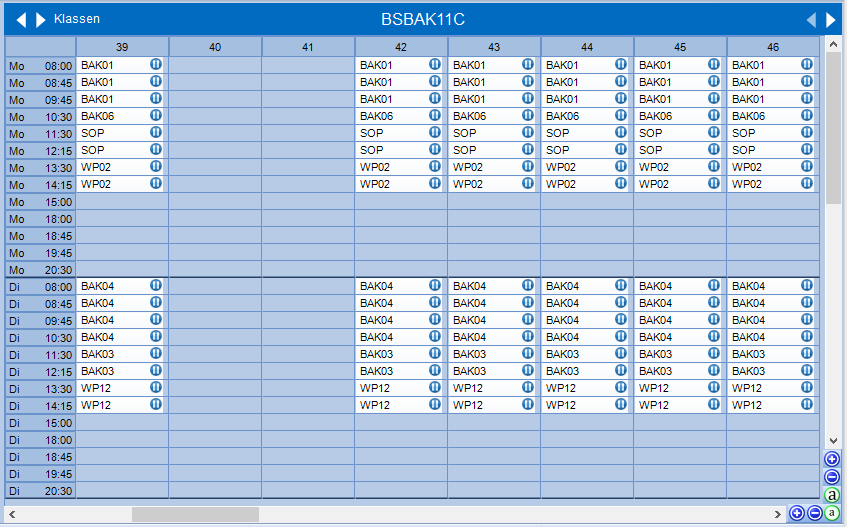 Klassen BSBAK11C
39 40 41 42 43 44 45 46
Mo 08:00 BAK01 BAK01 BAK01 BAK01 BAK01 BAK01
Mo 08:45 BAK01 BAK01 BAK01 BAK01 BAK01 BAK01
Mo 09:45 BAK01 BAK01 BAK01 BAK01 BAK01 BAK01
Mo 10:30 BAK06 BAK06 BAK06 BAK06 BAK06 BAK06
Mo 11:30 SOP SOP SOP SOP SOP SOP
Mo 12:15 SOP SOP SOP SOP SOP SOP
Mo 13:30 WP02 WP02 WP02 WP02 WP02 WP02
Mo 14:15 WP02 WP02 WP02 WP02 WP02 WP02
Mo 15:00
Mo 18:00
Mo 18:45
Mo 19:45
Mo 20:30
Di 08:00 BAK04 BAK04 BAK04 BAK04 BAK04 BAK04
Di 08:45 BAK04 BAK04 BAK04 BAK04 BAK04 BAK04
Di 09:45 BAK04 BAK04 BAK04 BAK04 BAK04 BAK04
Di 10:30 BAK04 BAK04 BAK04 BAK04 BAK04 BAK04
Di 11:30 BAK03 BAK03 BAK03 BAK03 BAK03 BAK03
Di 12:15 BAK03 BAK03 BAK03 BAK03 BAK03 BAK03
Di 13:30 WP12 WP12 WP12 WP12 WP12 WP12
Di 14:15 WP12 WP12 WP12 WP12 WP12 WP12
Di 15:00
Di 18:00
Di 18:45
Di 19:45
Di 20:30
a
a